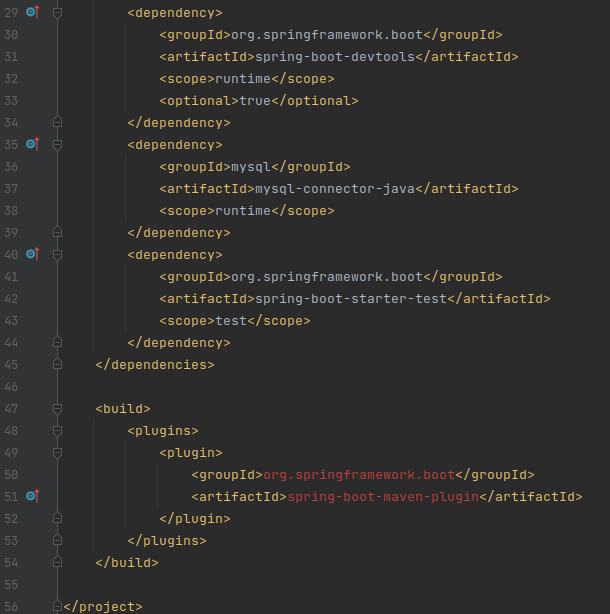 29 <dependency>
30 <groupId>org.springframework.boot</groupId>
31 <artifactId>spring-boot-devtools</artifactId>
32 <scope>runtime</scope>
33 <optional>true</optional>
34 </dependency>
35 <dependency>
36 <groupId>mysql</groupId>
37 <artifactId>mysql-connector-java</artifactId>
38 <scope>runtime</scope>
39 </dependency>
40 <dependency>
41 <groupId>org.springframework.boot</groupId>
42 <artifactId>spring-boot-starter-test</artifactId>
43 <scope>test</scope>
44 </dependency>
45 </dependencies>
46
47 <build>
48 <plugins>
49 <plugin>
50 <groupId>org.springframework.boot</groupId>
51 <artifactId>spring-boot-maven-plugin</artifactId>
52 </plugin>
53 </plugins>
54 </build>
55
56 </project>